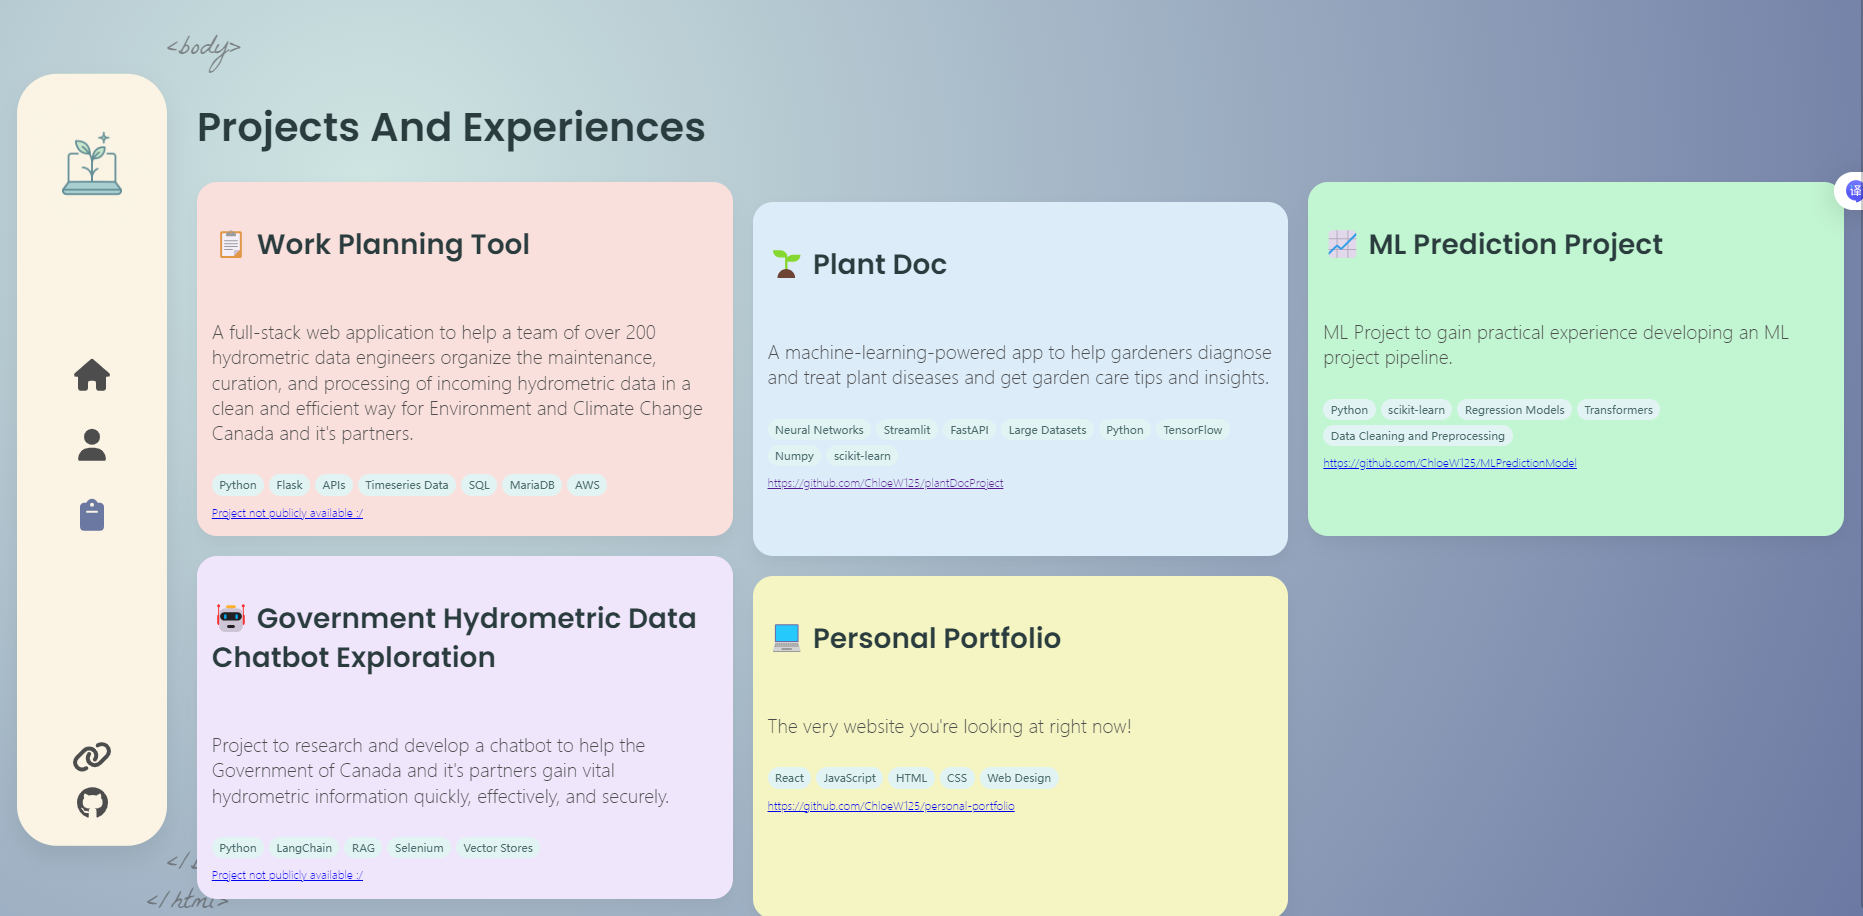 <body>
Projects And Experiences
Work Planning Tool
A full-stack web application to help a team of over 200
hydrometric data engineers organize the maintenance,
curation, and processing of incoming hydrometric data in a
clean and efficient way for Environment and Climate Change
Canada and it's partners.
Python Flask APIs Timeseries Data SQL MariaDB AWS
Project not publicly available :/
Plant Doc
A machine-learning-powered app to help gardeners diagnose
and treat plant diseases and get garden care tips and insights.
Neural Networks Streamlit FastAPI Large Datasets Python TensorFlow
Numpy scikit-learn
https://github.com/ChloeW125/plantDocProject
ML Prediction Project
ML Project to gain practical experience developing an ML
project pipeline.
Python scikit-learn Regression Models Transformers
Data Cleaning and Preprocessing
https://github.com/ChloeW125/MLPredictionModel
译
Government Hydrometric Data
Chatbot Exploration
Project to research and develop a chatbot to help the
Government of Canada and it's partners gain vital
hydrometric information quickly, effectively, and securely.
Python LangChain RAG Selenium Vector Stores
Project not publicly available :/
Personal Portfolio
The very website you're looking at right now!
React JavaScript HTML CSS Web Design
https://github.com/ChloeW125/personal-portfolio
</html>